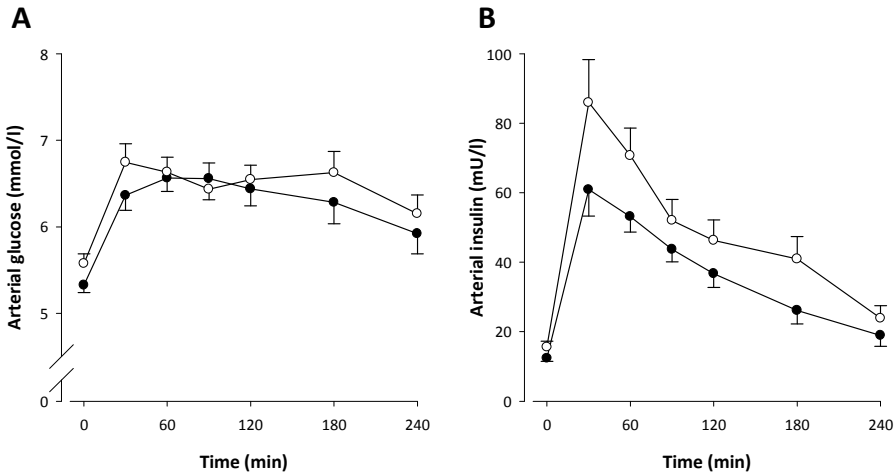 A
Arterial glucose (mmol/l)
8
7
6
5
0
0 60 120 180 240
Time (min)
B
Arterial insulin (mU/l)
100
80
60
40
20
0
0 60 120 180 240
Time (min)